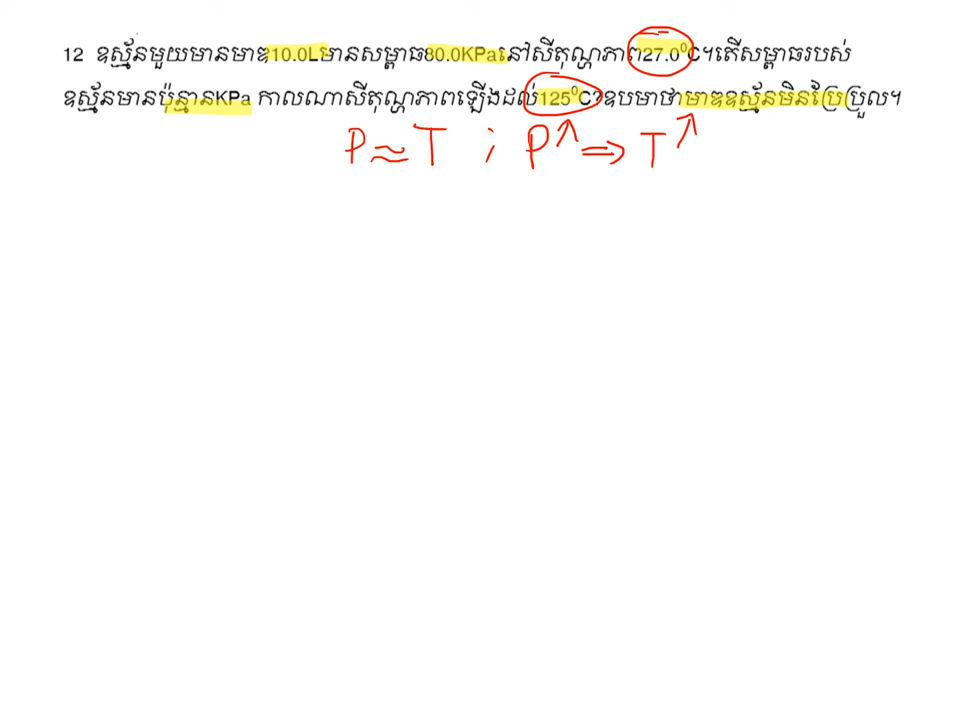 12 ឧស្ម័នមួយមានមាឌ10.0Lមានសម្ពាធ80.0KPaនៅសីតុណ្ហភាព27.0⁰C។តើសម្ពាធរបស់
ឧស្ម័នមានប៉ុន្មានKPa កាលណាសីតុណ្ហភាពឡើងដល់125⁰C?ឧបមាថាមាឌឧស្ម័នមិនប្រែប្រួល។
P ≈ T ; P↑ ⇒ T↑